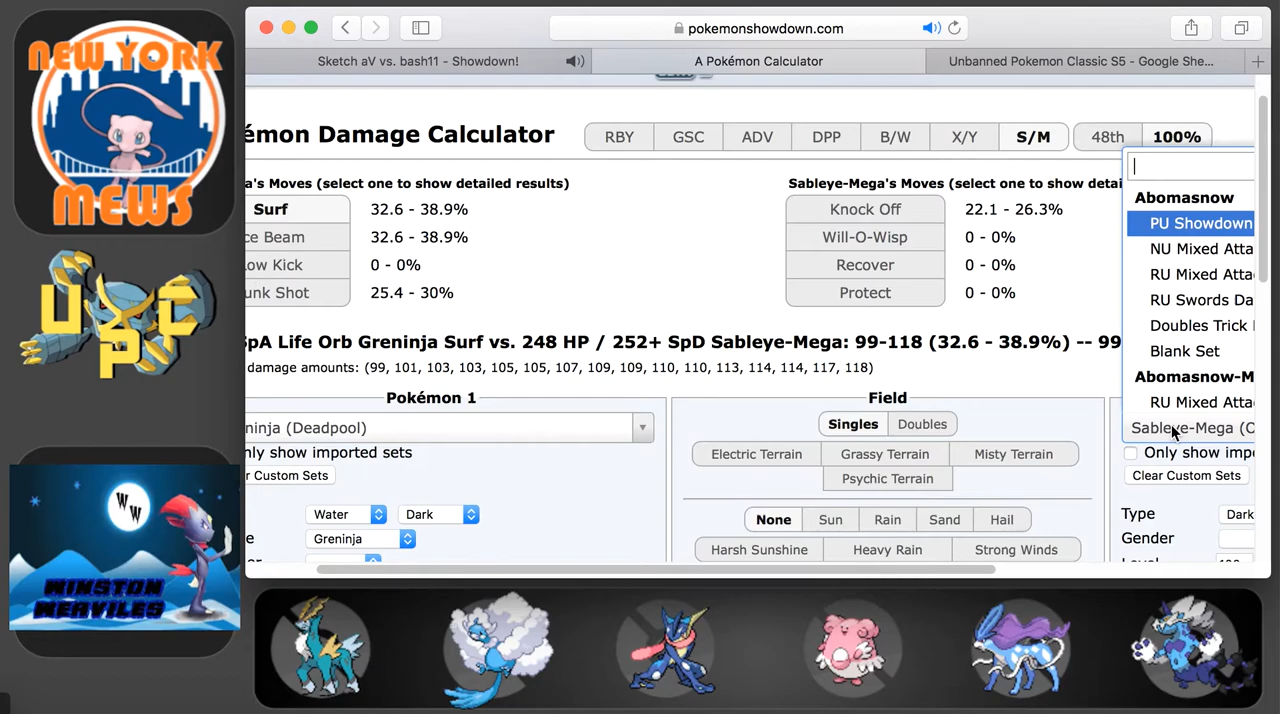 NEW YORK
MEWS
UPC
WW
WINSTON
WEAVILES
pokemonshowdown.com
Sketch aV vs. bash11 - Showdown!
A Pokémon Calculator
Unbanned Pokemon Classic S5 - Google She...
émon Damage Calculator
RBY
GSC
ADV
DPP
B/W
X/Y
S/M
48th
100%
a's Moves (select one to show detailed results)
Surf
32.6 - 38.9%
ce Beam
32.6 - 38.9%
ow Kick
0 - 0%
unk Shot
25.4 - 30%
Sableye-Mega's Moves (select one to show detai
Knock Off
22.1 - 26.3%
Will-O-Wisp
0 - 0%
Recover
0 - 0%
Protect
0 - 0%
SpA Life Orb Greninja Surf vs. 248 HP / 252+ SpD Sableye-Mega: 99-118 (32.6 - 38.9%) -- 99
damage amounts: (99, 101, 103, 103, 105, 105, 107, 109, 109, 110, 110, 113, 114, 114, 117, 118)
Pokémon 1
ninja (Deadpool)
nly show imported sets
r Custom Sets
Water
Dark
e
Greninja
Field
Singles
Doubles
Electric Terrain
Grassy Terrain
Misty Terrain
Psychic Terrain
None
Sun
Rain
Sand
Hail
Harsh Sunshine
Heavy Rain
Strong Winds
Abomasnow
PU Showdown
NU Mixed Atta
RU Mixed Atta
RU Swords Da
Doubles Trick
Blank Set
Abomasnow-M
RU Mixed Atta
Sableye-Mega (C
Only show impo
Clear Custom Sets
Type
Dark
Gender